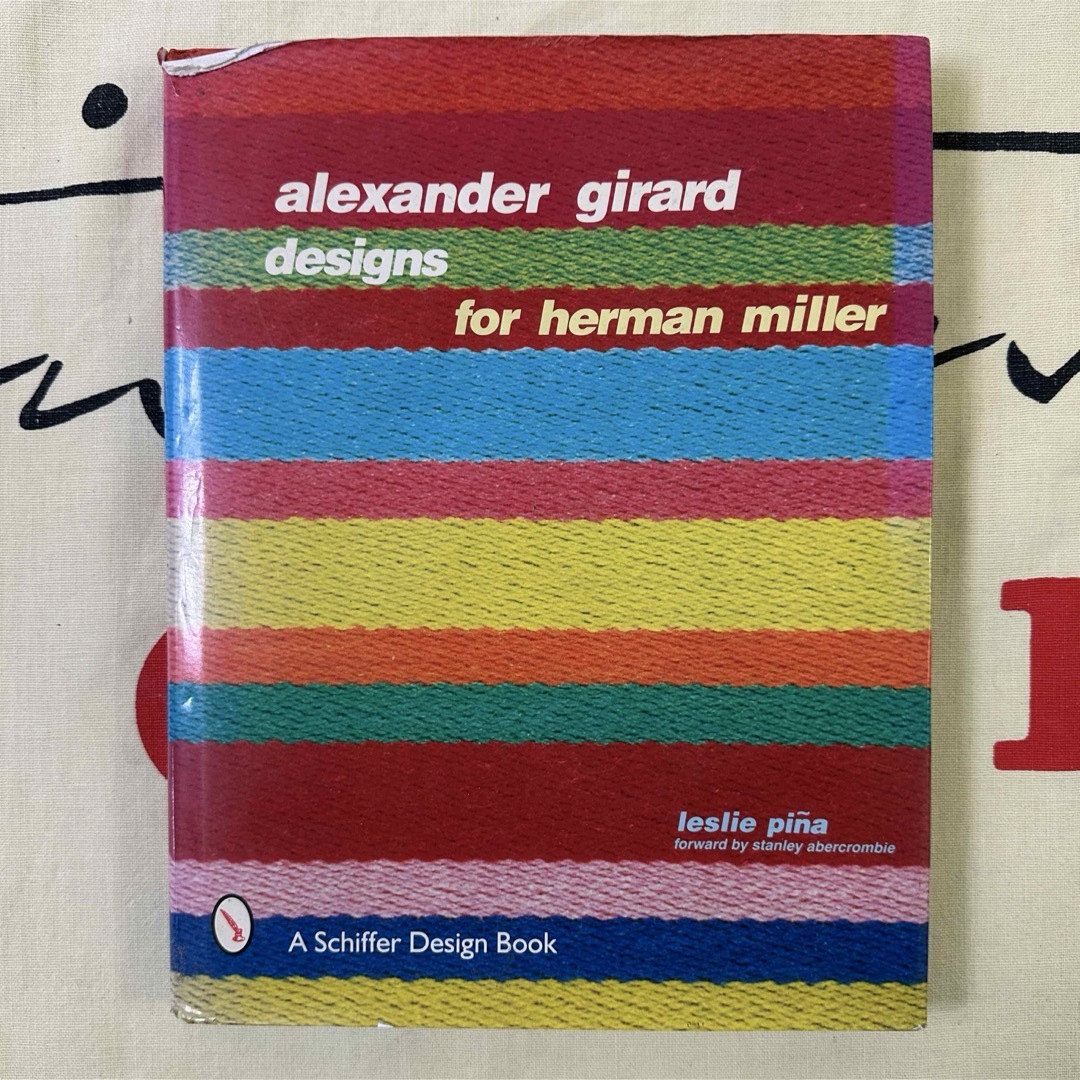 alexander girard
designs
for herman miller
leslie piña
forward by stanley abercrombie
A Schiffer Design Book